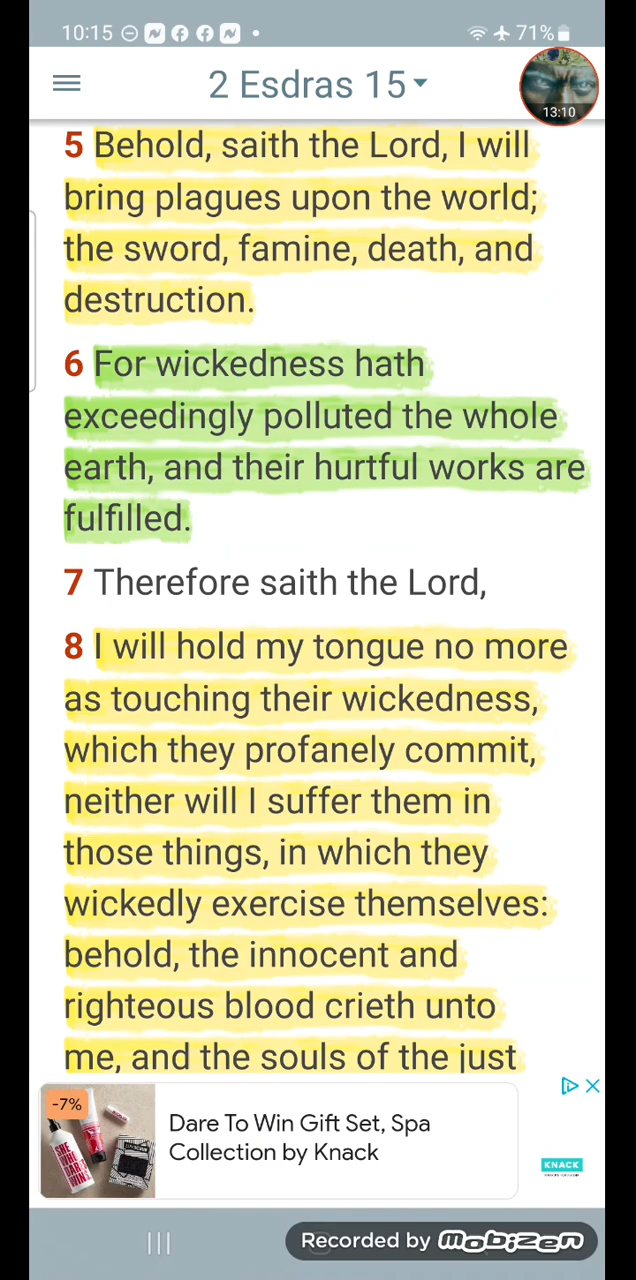 10:15
71%
2 Esdras 15
13:10
5 Behold, saith the Lord, I will
bring plagues upon the world;
the sword, famine, death, and
destruction.
6 For wickedness hath
exceedingly polluted the whole
earth, and their hurtful works are
fulfilled.
7 Therefore saith the Lord,
8 I will hold my tongue no more
as touching their wickedness,
which they profanely commit,
neither will I suffer them in
those things, in which they
wickedly exercise themselves:
behold, the innocent and
righteous blood crieth unto
me, and the souls of the just
-7%
SHE
WHO
DARES
WINS
Dare To Win Gift Set, Spa
Collection by Knack
KNACK
Recorded by Mobizen